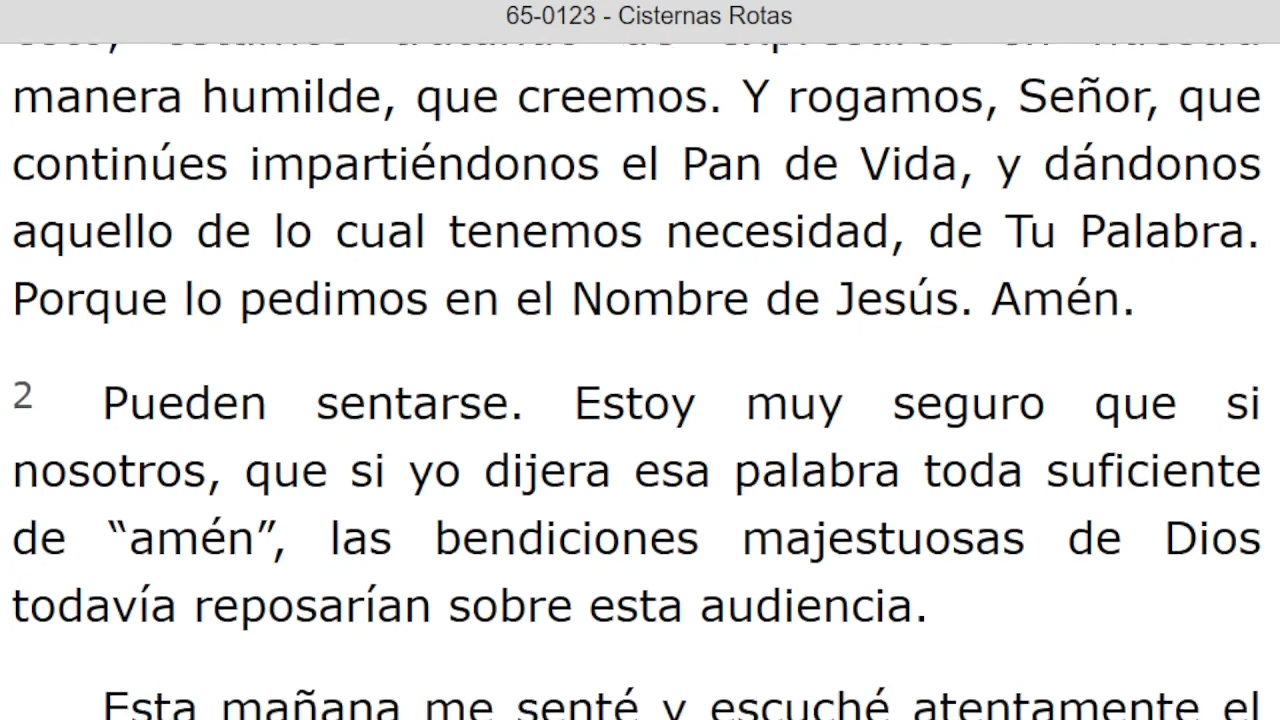 65-0123 - Cisternas Rotas
manera humilde, que creemos. Y rogamos, Señor, que
continúes impartiéndonos el Pan de Vida, y dándonos
aquello de lo cual tenemos necesidad, de Tu Palabra.
Porque lo pedimos en el Nombre de Jesús. Amén.
2 Pueden sentarse. Estoy muy seguro que si
nosotros, que si yo dijera esa palabra toda suficiente
de “amén”, las bendiciones majestuosas de Dios
todavía reposarían sobre esta audiencia.
Esta mañana me senté y escuché atentamente el